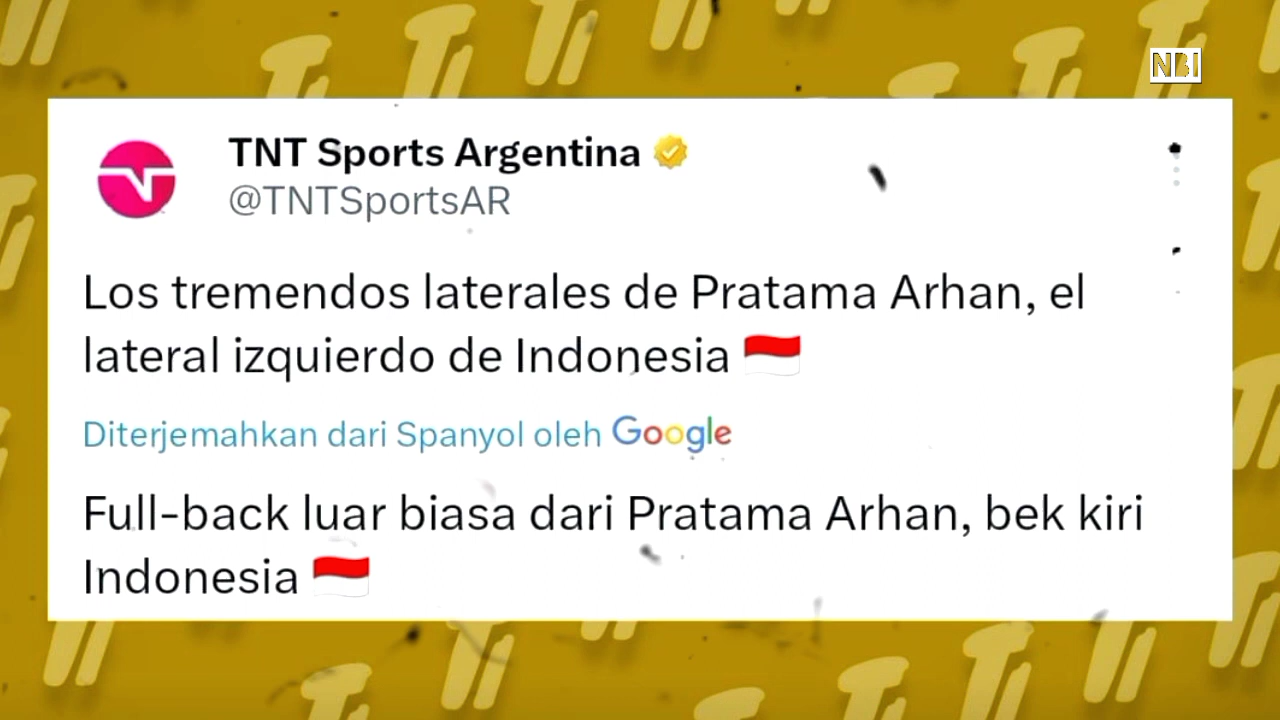 NBI
TNT Sports Argentina
@TNTSportsAR
Los tremendos laterales de Pratama Arhan, el
lateral izquierdo de Indonesia 🇮🇩
Diterjemahkan dari Spanyol oleh Google
Full-back luar biasa dari Pratama Arhan, bek kiri
Indonesia 🇮🇩